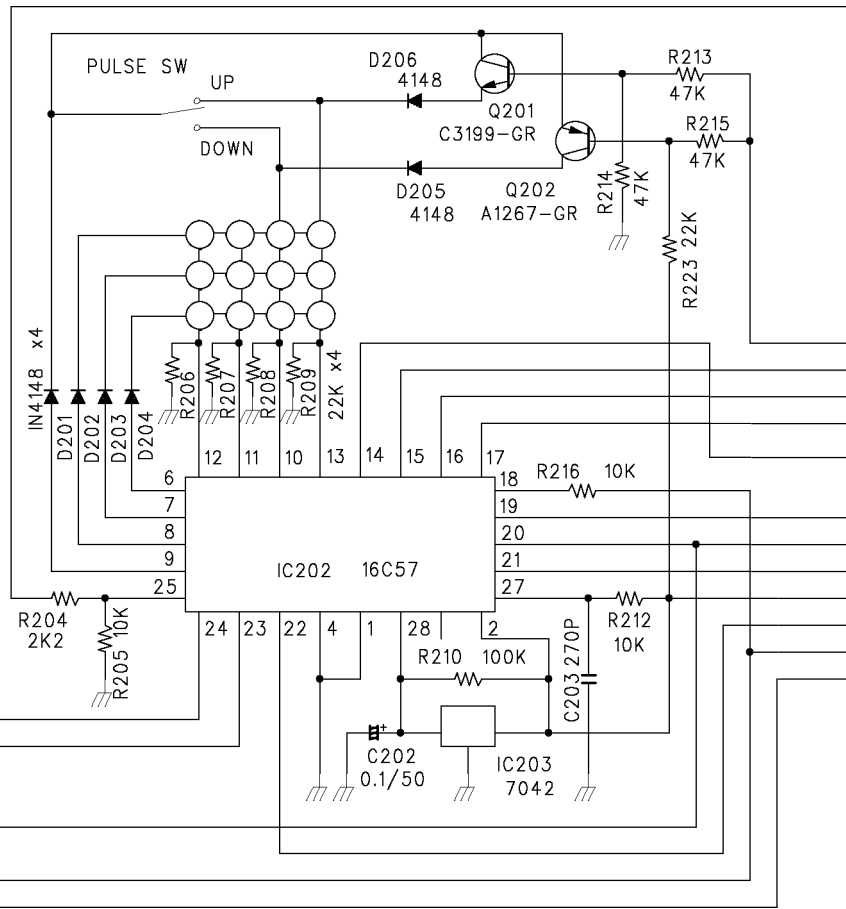 PULSE SW
UP
DOWN
D206
4148
Q201
C3199-GR
D205
4148
Q202
A1267-GR
R213
47K
R215
47K
R214
47K
R223 22K
IN4148 x4
D201
D202
D203
D204
R206
R207
R208
R209
22K x4
12
11
10
13
14
15
16
17
6
7
8
9
25
18
19
20
21
27
R216 10K
IC202 16C57
R204
2K2
R205 10K
24
23
22
4
1
28
2
R210 100K
R212
10K
C203 270P
C202
0.1/50
+
IC203
7042